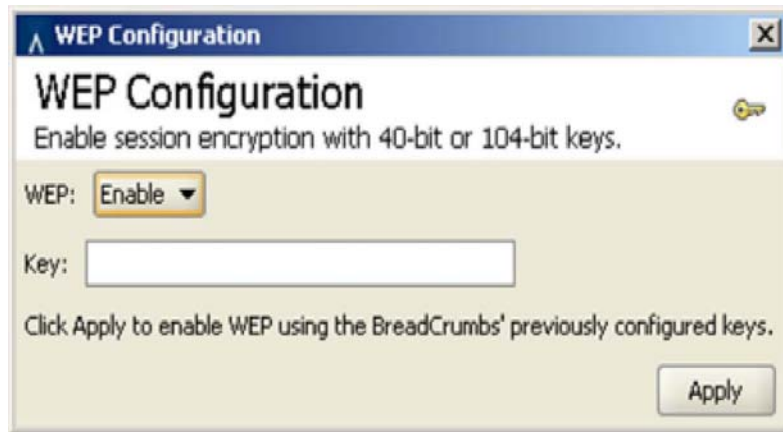 WEP Configuration
WEP Configuration
Enable session encryption with 40-bit or 104-bit keys.
WEP: Enable
Key:
Click Apply to enable WEP using the BreadCrumbs' previously configured keys.
Apply